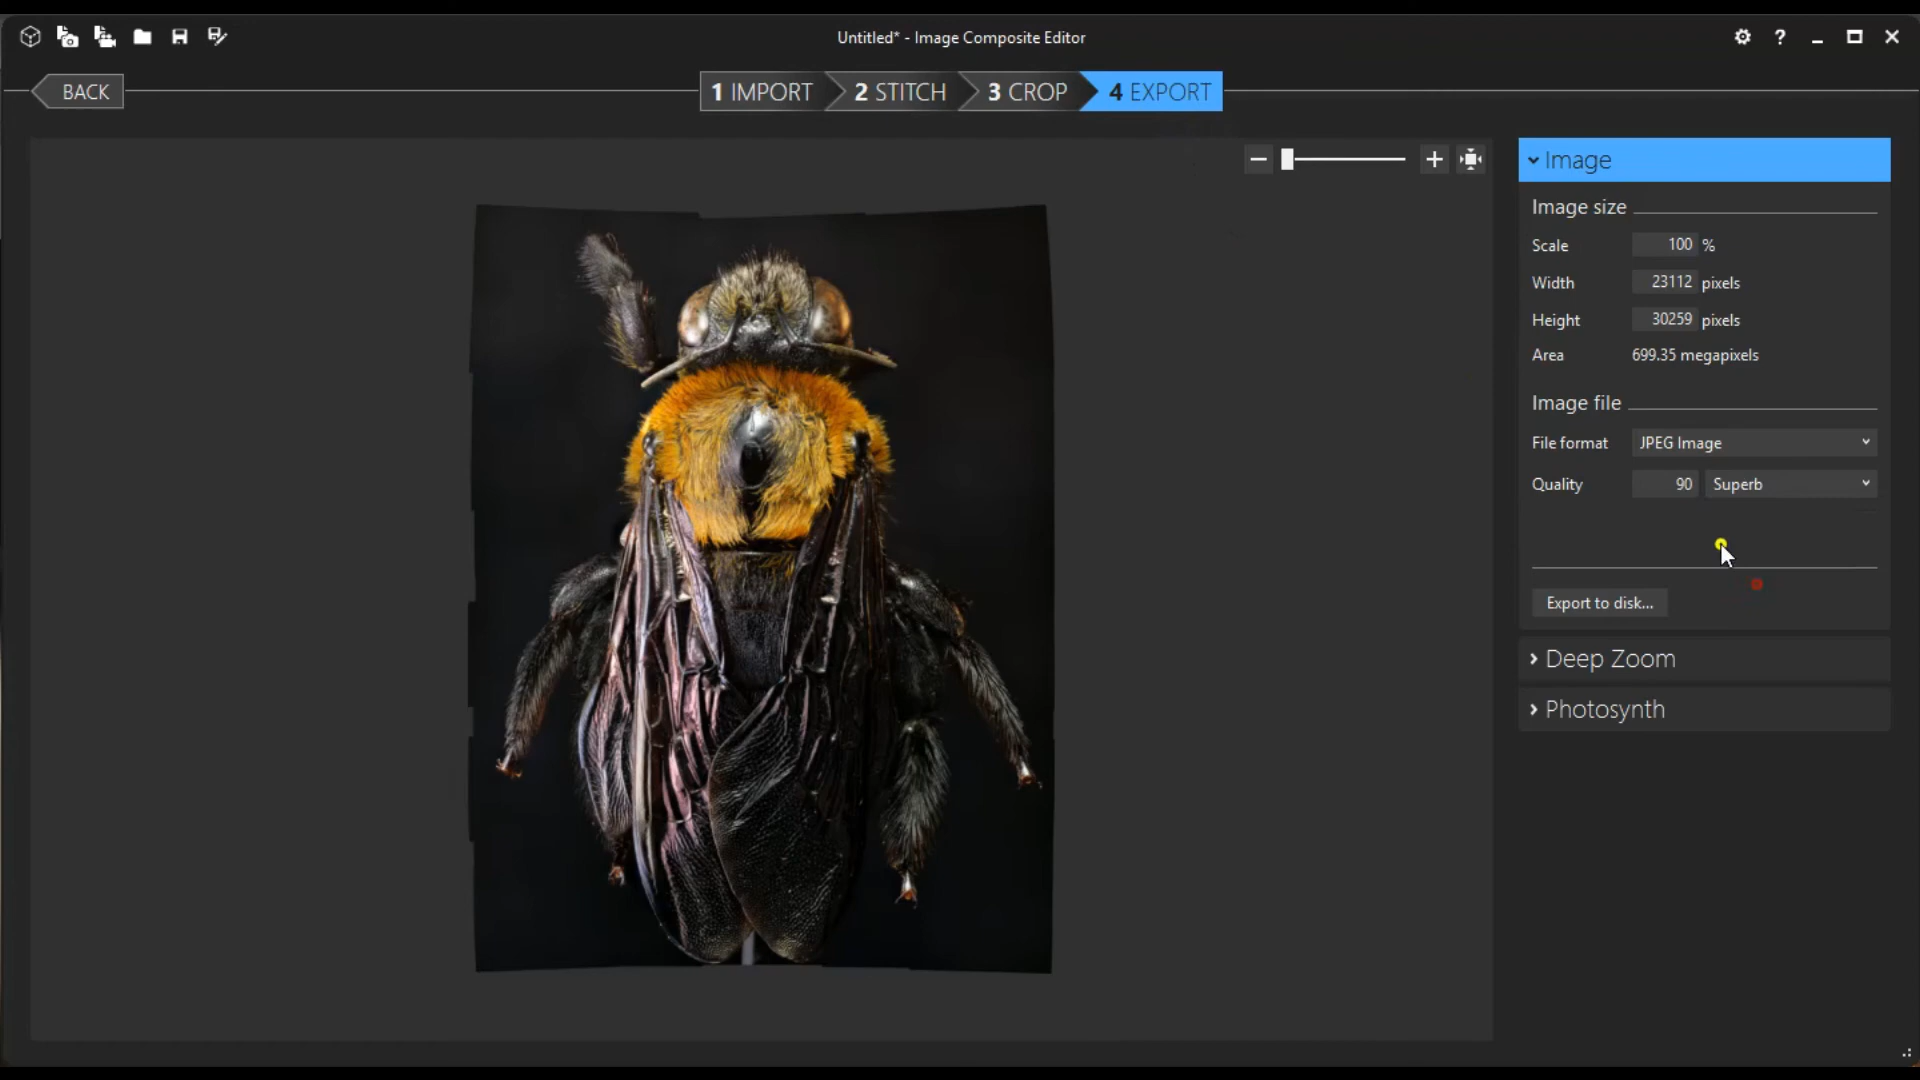 Untitled* - Image Composite Editor
BACK
1 IMPORT
2 STITCH
3 CROP
4 EXPORT
Image
Image size
Scale 100 %
Width 23112 pixels
Height 30259 pixels
Area 699.35 megapixels
Image file
File format JPEG Image
Quality 90 Superb
Export to disk...
Deep Zoom
Photosynth